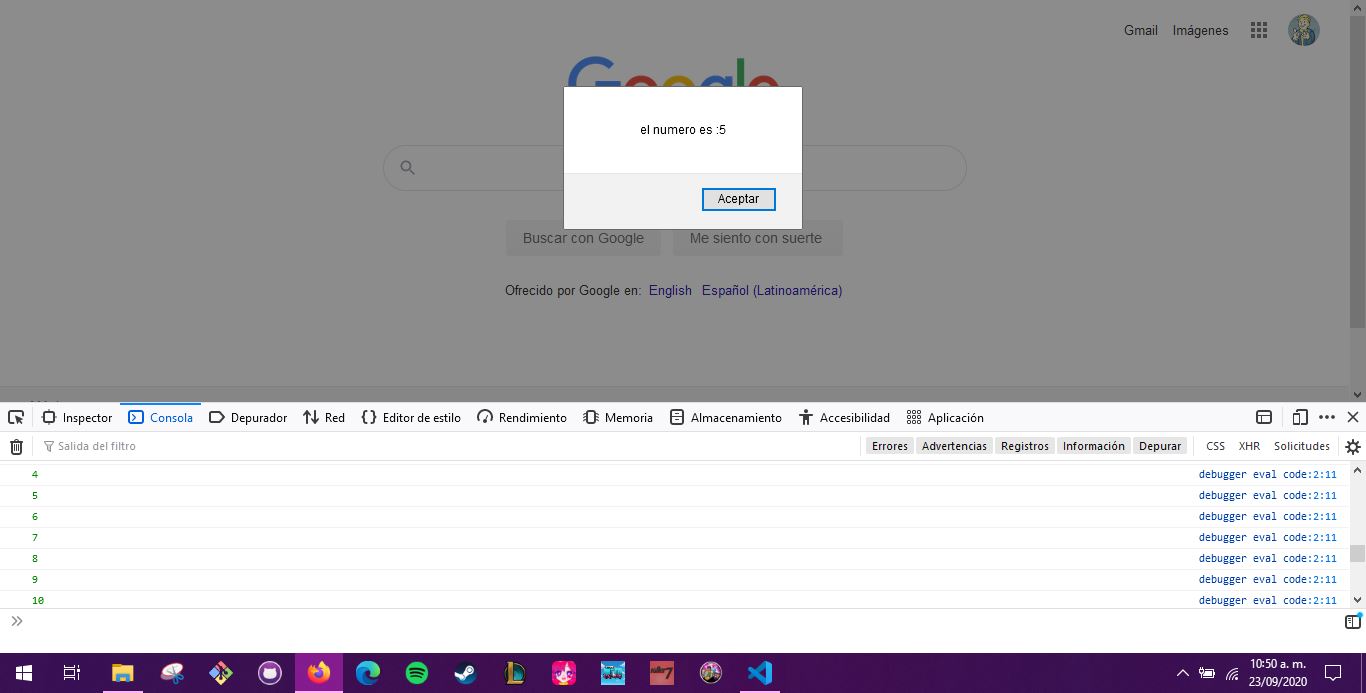 Gmail Imágenes
Google
el numero es :5
Aceptar
Buscar con Google Me siento con suerte
Ofrecido por Google en: English Español (Latinoamérica)
Inspector Consola Depurador Red Editor de estilo Rendimiento Memoria Almacenamiento Accesibilidad Aplicación
Salida del filtro Errores Advertencias Registros Información Depurar CSS XHR Solicitudes
4 debugger eval code:2:11
5 debugger eval code:2:11
6 debugger eval code:2:11
7 debugger eval code:2:11
8 debugger eval code:2:11
9 debugger eval code:2:11
10 debugger eval code:2:11
10:50 a. m.
23/09/2020